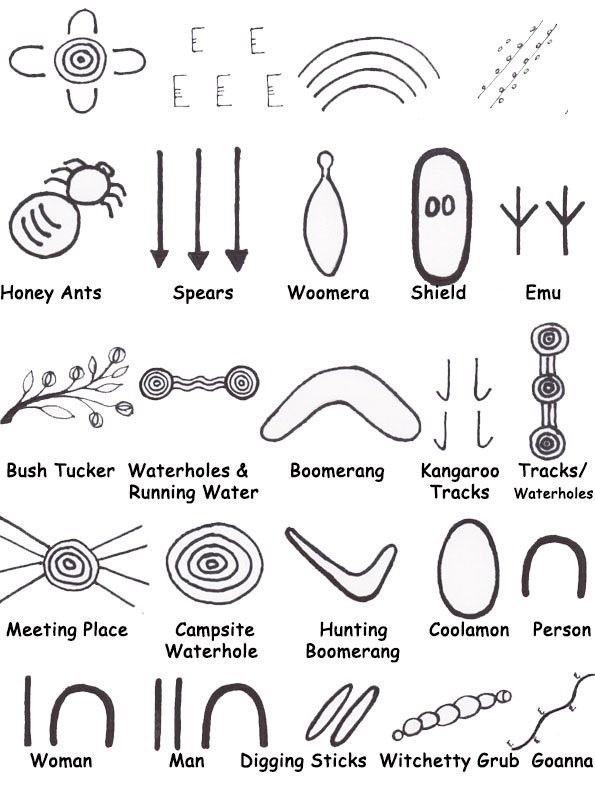 Honey Ants Spears Woomera Shield Emu
Bush Tucker Waterholes & Boomerang Kangaroo Tracks/
Running Water Tracks Waterholes
Meeting Place Campsite Hunting Coolamon Person
Waterhole Boomerang
Woman Man Digging Sticks Witchetty Grub Goanna